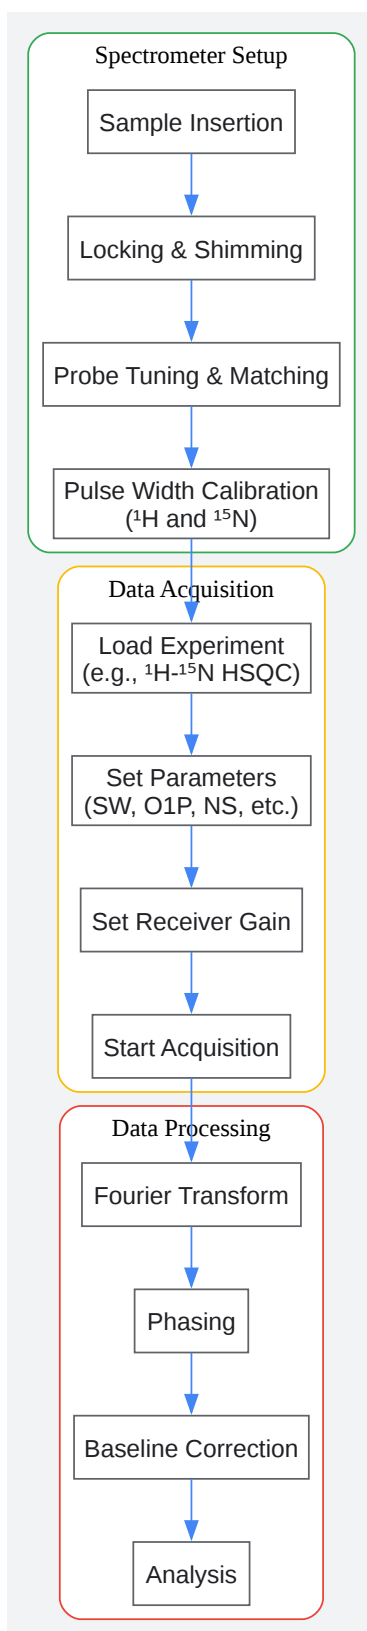 Spectrometer Setup
Sample Insertion
Locking & Shimming
Probe Tuning & Matching
Pulse Width Calibration
(¹H and ¹⁵N)
Data Acquisition
Load Experiment
(e.g., ¹H-¹⁵N HSQC)
Set Parameters
(SW, O1P, NS, etc.)
Set Receiver Gain
Start Acquisition
Data Processing
Fourier Transform
Phasing
Baseline Correction
Analysis